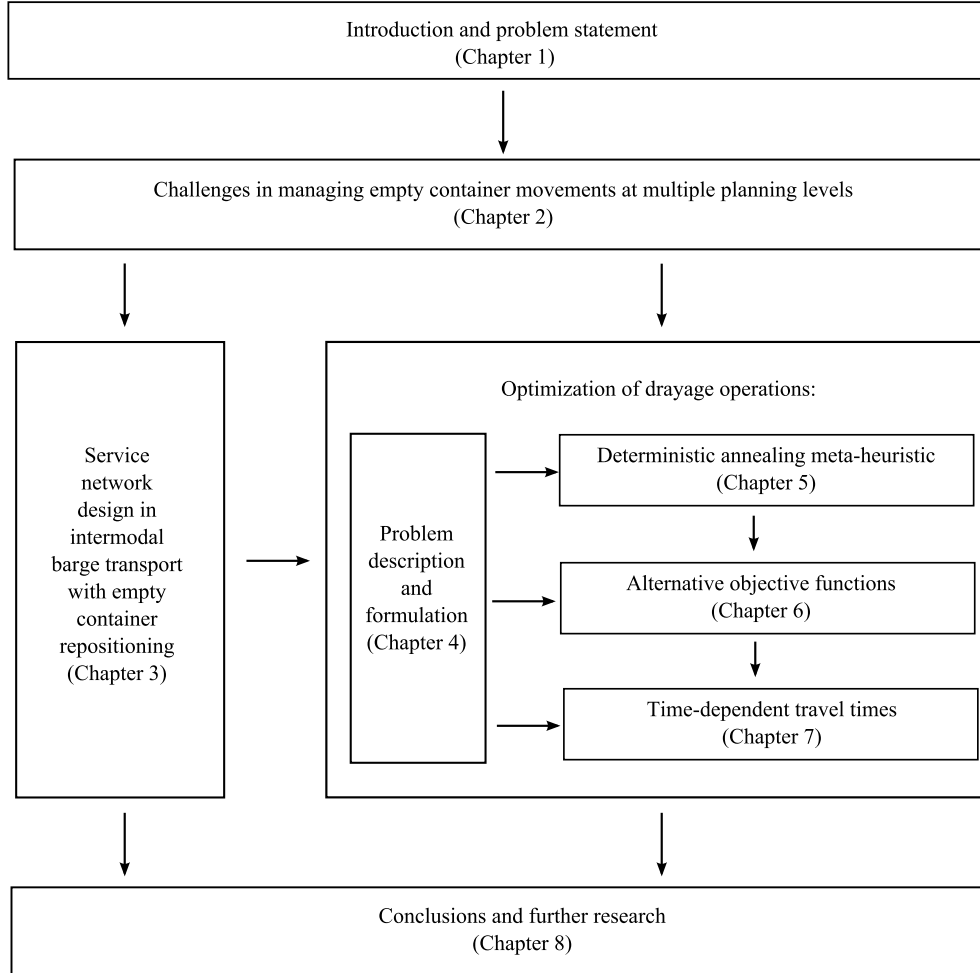 Introduction and problem statement
(Chapter 1)
Challenges in managing empty container movements at multiple planning levels
(Chapter 2)
Service
network
design in
intermodal
barge transport
with empty
container
repositioning
(Chapter 3)
Optimization of drayage operations:
Problem
description
and
formulation
(Chapter 4)
Deterministic annealing meta-heuristic
(Chapter 5)
Alternative objective functions
(Chapter 6)
Time-dependent travel times
(Chapter 7)
Conclusions and further research
(Chapter 8)